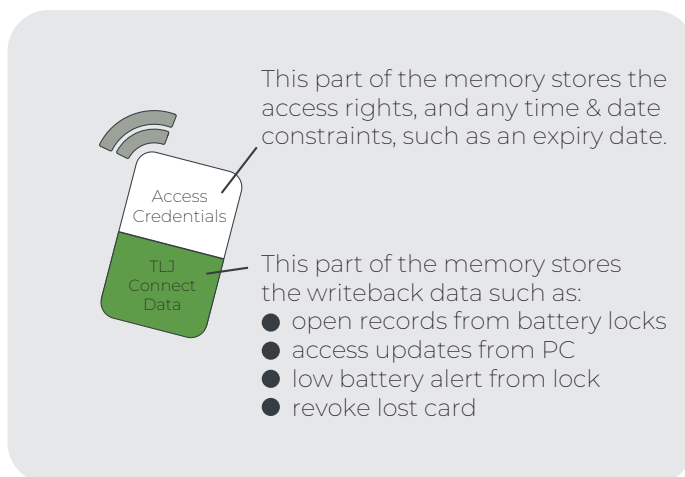 This part of the memory stores the
access rights, and any time & date
constraints, such as an expiry date.
Access
Credentials
TLJ
Connect
Data
This part of the memory stores
the writeback data such as:
● open records from battery locks
● access updates from PC
● low battery alert from lock
● revoke lost card